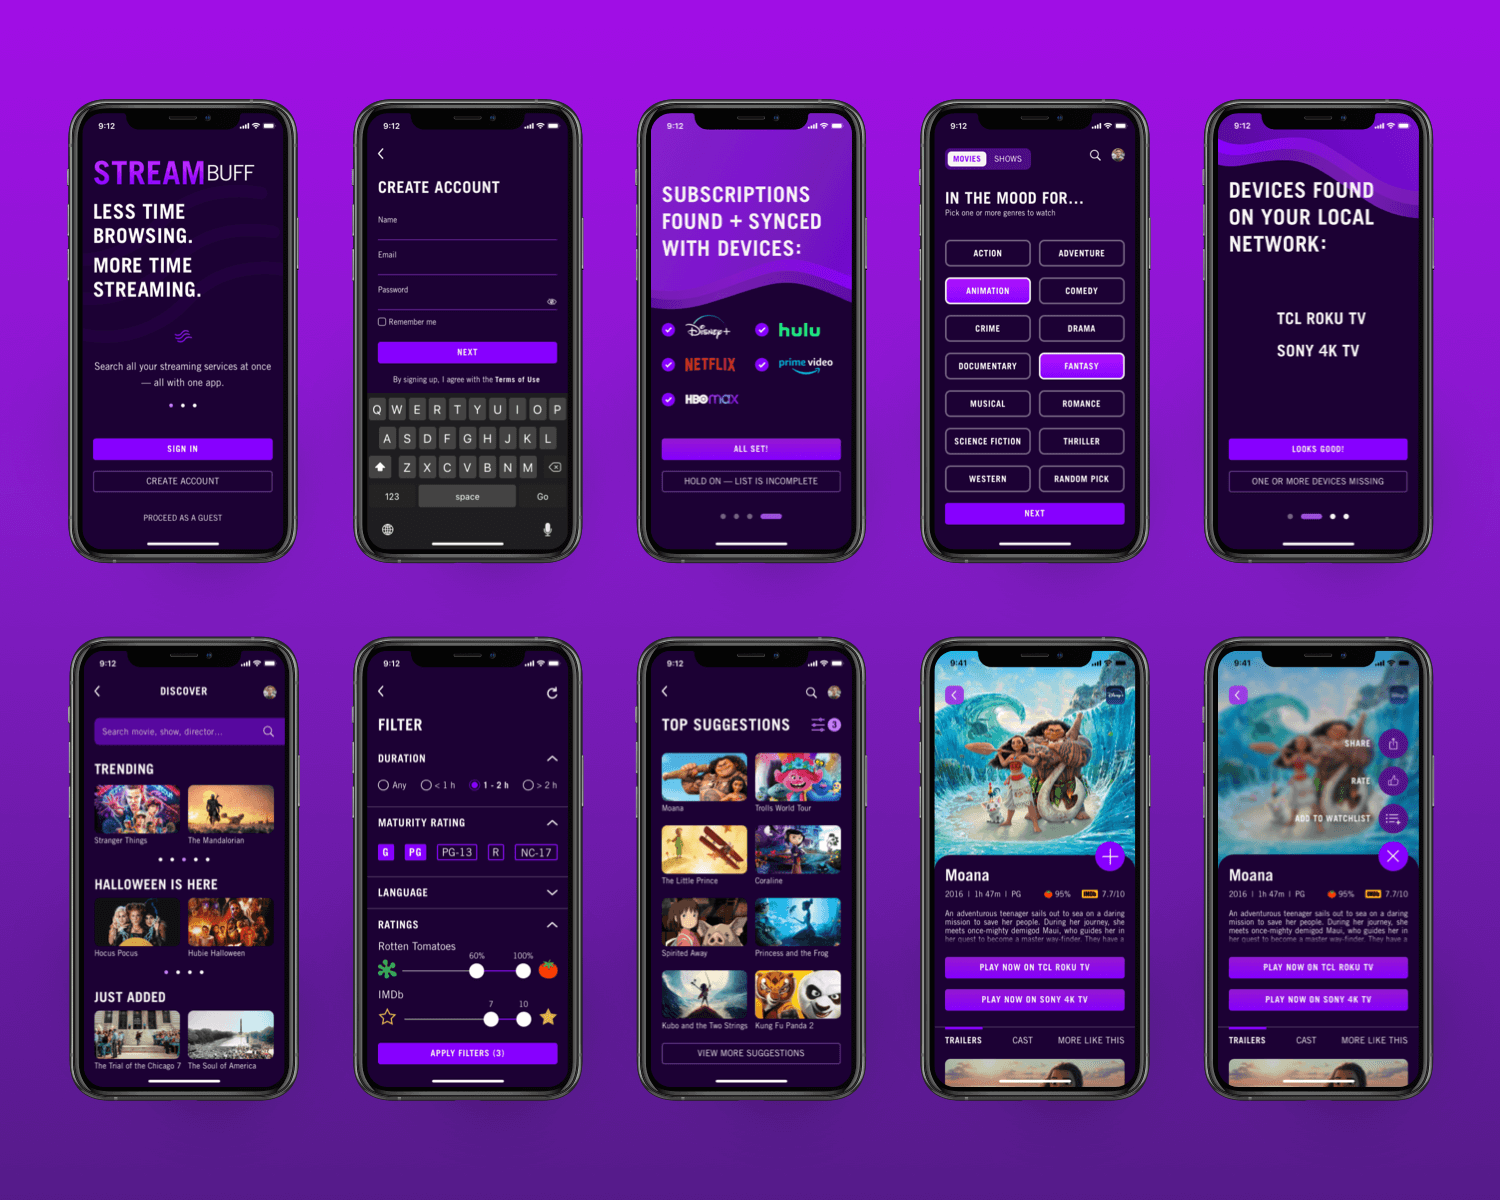 9:12
STREAMBUFF
LESS TIME
BROWSING.
MORE TIME
STREAMING.
Search all your streaming services at once
— all with one app.
SIGN IN
CREATE ACCOUNT
PROCEED AS A GUEST
9:12
CREATE ACCOUNT
Name
Email
Password
Remember me
NEXT
By signing up, I agree with the Terms of Use
Q W E R T Y U I O P
A S D F G H J K L
Z X C V B N M
123 space Go
9:12
SUBSCRIPTIONS
FOUND + SYNCED
WITH DEVICES:
Disney+ hulu
NETFLIX prime video
HBOmax
ALL SET!
HOLD ON — LIST IS INCOMPLETE
9:12
MOVIES SHOWS
IN THE MOOD FOR...
Pick one or more genres to watch
ACTION ADVENTURE
ANIMATION COMEDY
CRIME DRAMA
DOCUMENTARY FANTASY
MUSICAL ROMANCE
SCIENCE FICTION THRILLER
WESTERN RANDOM PICK
NEXT
9:12
DEVICES FOUND
ON YOUR LOCAL
NETWORK:
TCL ROKU TV
SONY 4K TV
LOOKS GOOD!
ONE OR MORE DEVICES MISSING
9:12
DISCOVER
Search movie, show, director...
TRENDING
Stranger Things The Mandalorian
HALLOWEEN IS HERE
Hocus Pocus Hubie Halloween
JUST ADDED
The Trial of the Chicago 7 The Soul of America
9:12
FILTER
DURATION
Any < 1 h 1 - 2 h > 2 h
MATURITY RATING
G PG PG-13 R NC-17
LANGUAGE
RATINGS
Rotten Tomatoes
60% 100%
IMDb
7 10
APPLY FILTERS (3)
9:12
TOP SUGGESTIONS 3
Moana Trolls World Tour
The Little Prince Coraline
Spirited Away Princess and the Frog
Kubo and the Two Strings Kung Fu Panda 2
VIEW MORE SUGGESTIONS
9:41
Disney+
Moana
2016 | 1h 47m | PG 95% IMDb 7.7/10
An adventurous teenager sails out to sea on a daring
mission to save her people. During her journey, she
meets once-mighty demigod Maui, who guides her in
her quest to become a master way-finder. They have a
PLAY NOW ON TCL ROKU TV
PLAY NOW ON SONY 4K TV
TRAILERS CAST MORE LIKE THIS
9:41
Disney+
SHARE
RATE
ADD TO WATCHLIST
Moana
2016 | 1h 47m | PG 95% IMDb 7.7/10
An adventurous teenager sails out to sea on a daring
mission to save her people. During her journey, she
meets once-mighty demigod Maui, who guides her in
her quest to become a master way-finder. They have a
PLAY NOW ON TCL ROKU TV
PLAY NOW ON SONY 4K TV
TRAILERS CAST MORE LIKE THIS